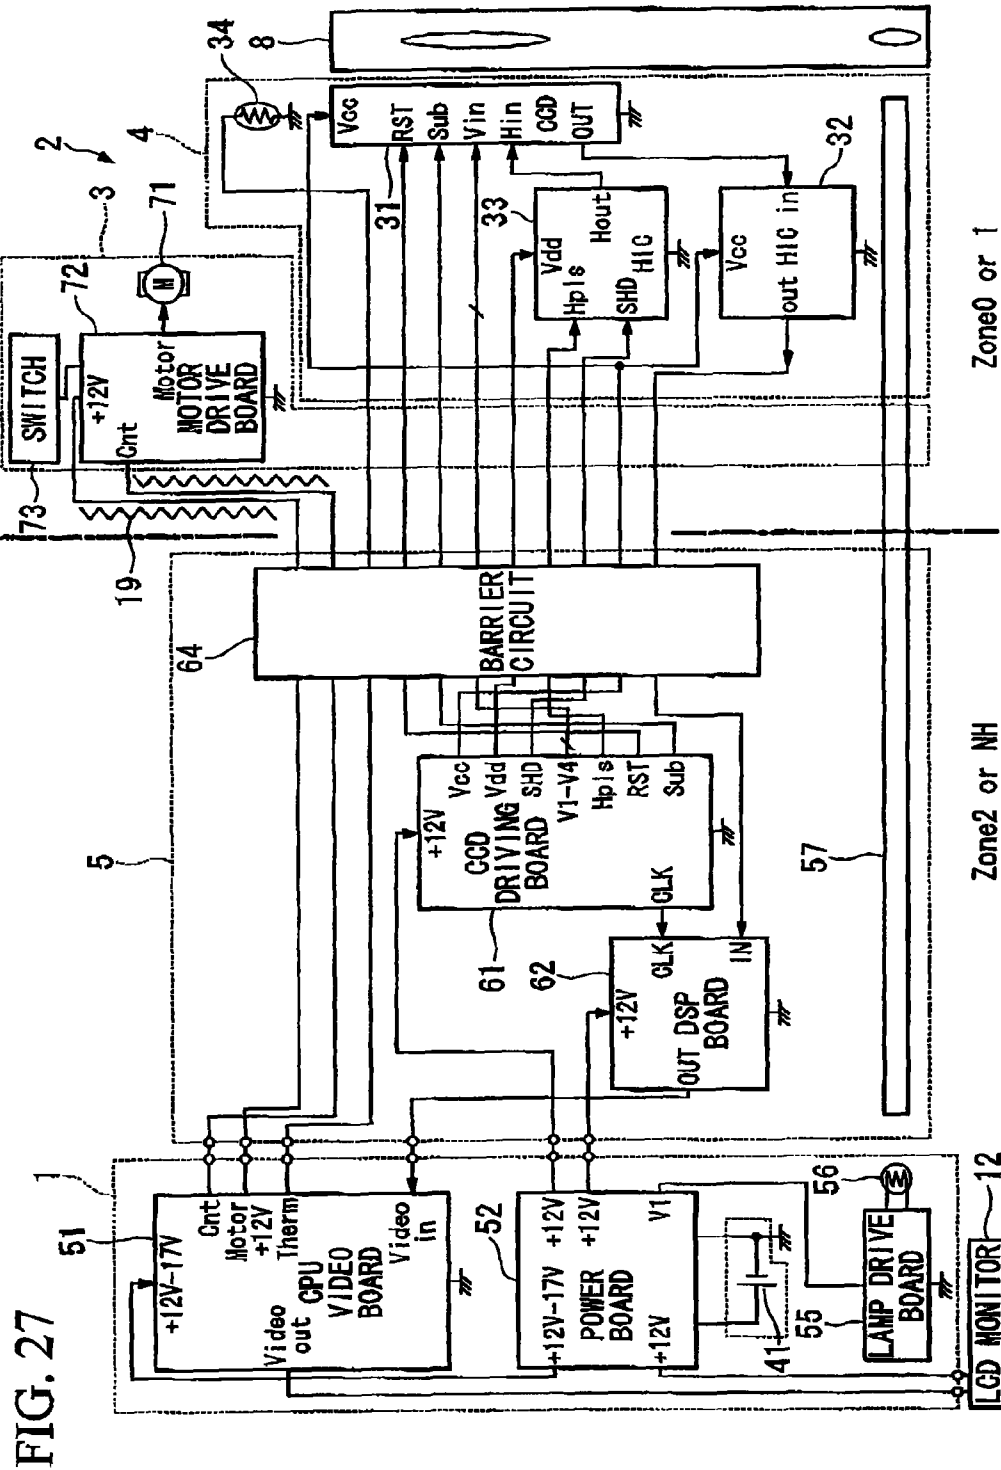 FIG. 27
1
51
+12V-17V
Cnt
Motor
+12V
Therm
Video
out
CPU
VIDEO
BOARD
Video
in
52
+12V-17V
+12V
+12V
POWER
BOARD
+12V
V1
41
55
LAMP DRIVE
BOARD
56
LCD MONITOR
12
5
61
+12V
CCD
DRIVING
BOARD
Vcc
Vdd
SHD
V1-V4
Hpls
RST
Sub
CLK
62
+12V
CLK
IN
OUT DSP
BOARD
57
64
BARRIER
CIRCUIT
19
73
SWITCH
72
+12V
Cnt
Motor
MOTOR
DRIVE
BOARD
71
M
3
2
4
34
8
31
Vcc
RST
Sub
Vin
Hin
CCD
OUT
33
Vdd
Hpls
Hout
SHD
HIC
32
Vcc
out HIC in
Zone2 or NH
Zone0 or 1